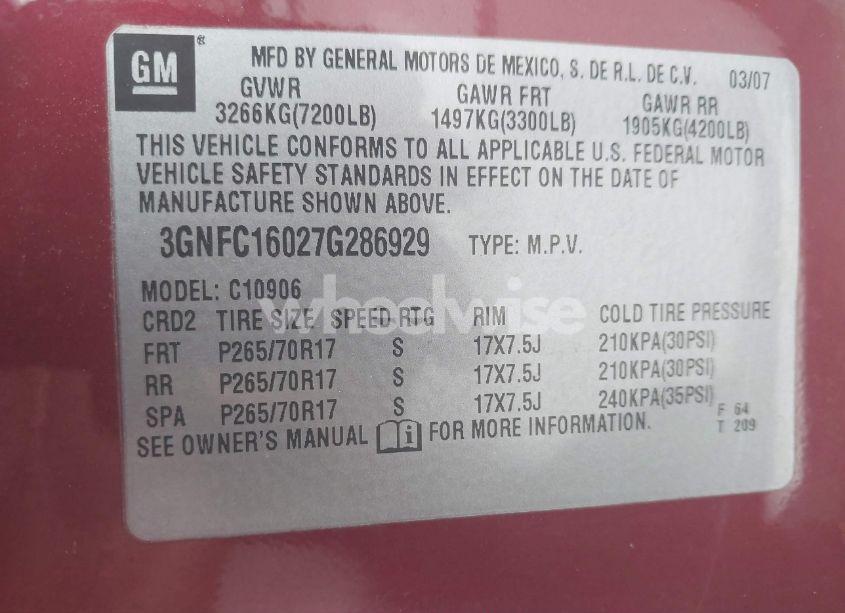 GM®
MFD BY GENERAL MOTORS DE MEXICO, S. DE R.L. DE C.V. 03/07
GVWR GAWR FRT GAWR RR
3266KG(7200LB) 1497KG(3300LB) 1905KG(4200LB)
THIS VEHICLE CONFORMS TO ALL APPLICABLE U.S. FEDERAL MOTOR
VEHICLE SAFETY STANDARDS IN EFFECT ON THE DATE OF
MANUFACTURE SHOWN ABOVE.
3GNFC16027G286929 TYPE: M.P.V.
MODEL: C10906
wheelwise
CRD2 TIRE SIZE SPEED RTG RIM COLD TIRE PRESSURE
FRT P265/70R17 S 17X7.5J 210KPA(30PSI)
RR P265/70R17 S 17X7.5J 210KPA(30PSI)
SPA P265/70R17 S 17X7.5J 240KPA(35PSI)
F 64
SEE OWNER'S MANUAL FOR MORE INFORMATION. T 209